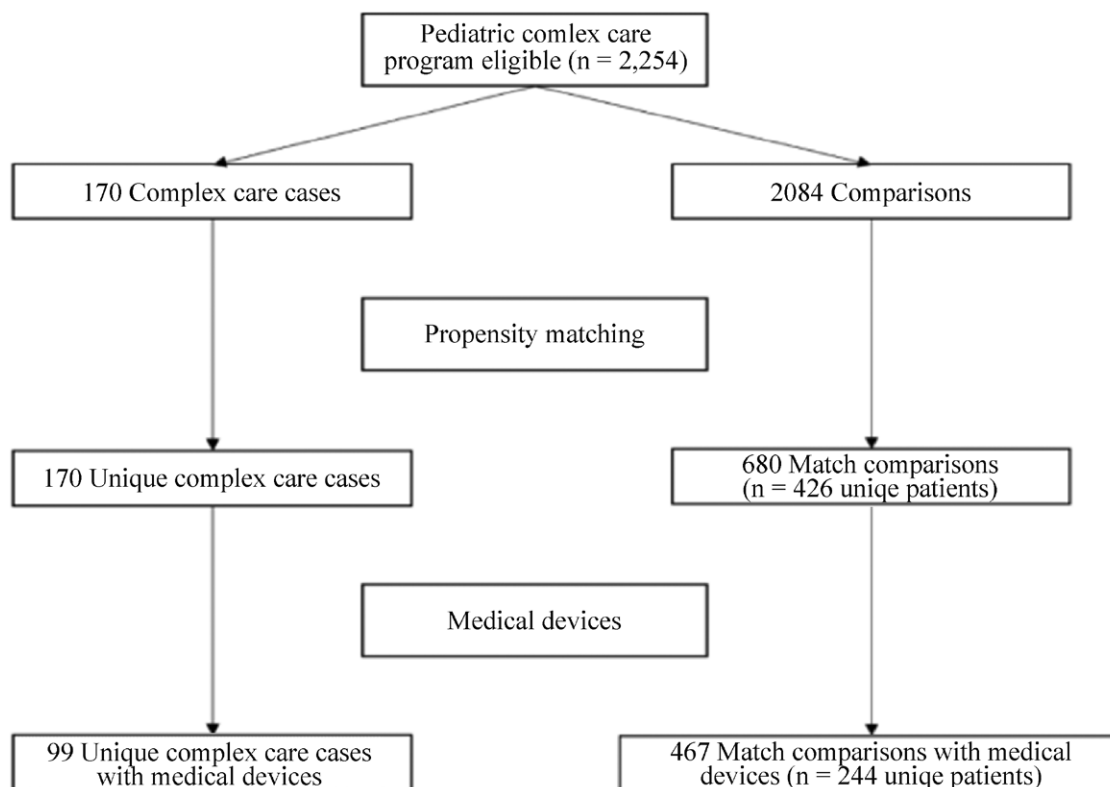 Pediatric comlex care
program eligible (n = 2,254)
170 Complex care cases
2084 Comparisons
Propensity matching
170 Unique complex care cases
680 Match comparisons
(n = 426 uniqe patients)
Medical devices
99 Unique complex care cases
with medical devices
467 Match comparisons with medical
devices (n = 244 uniqe patients)